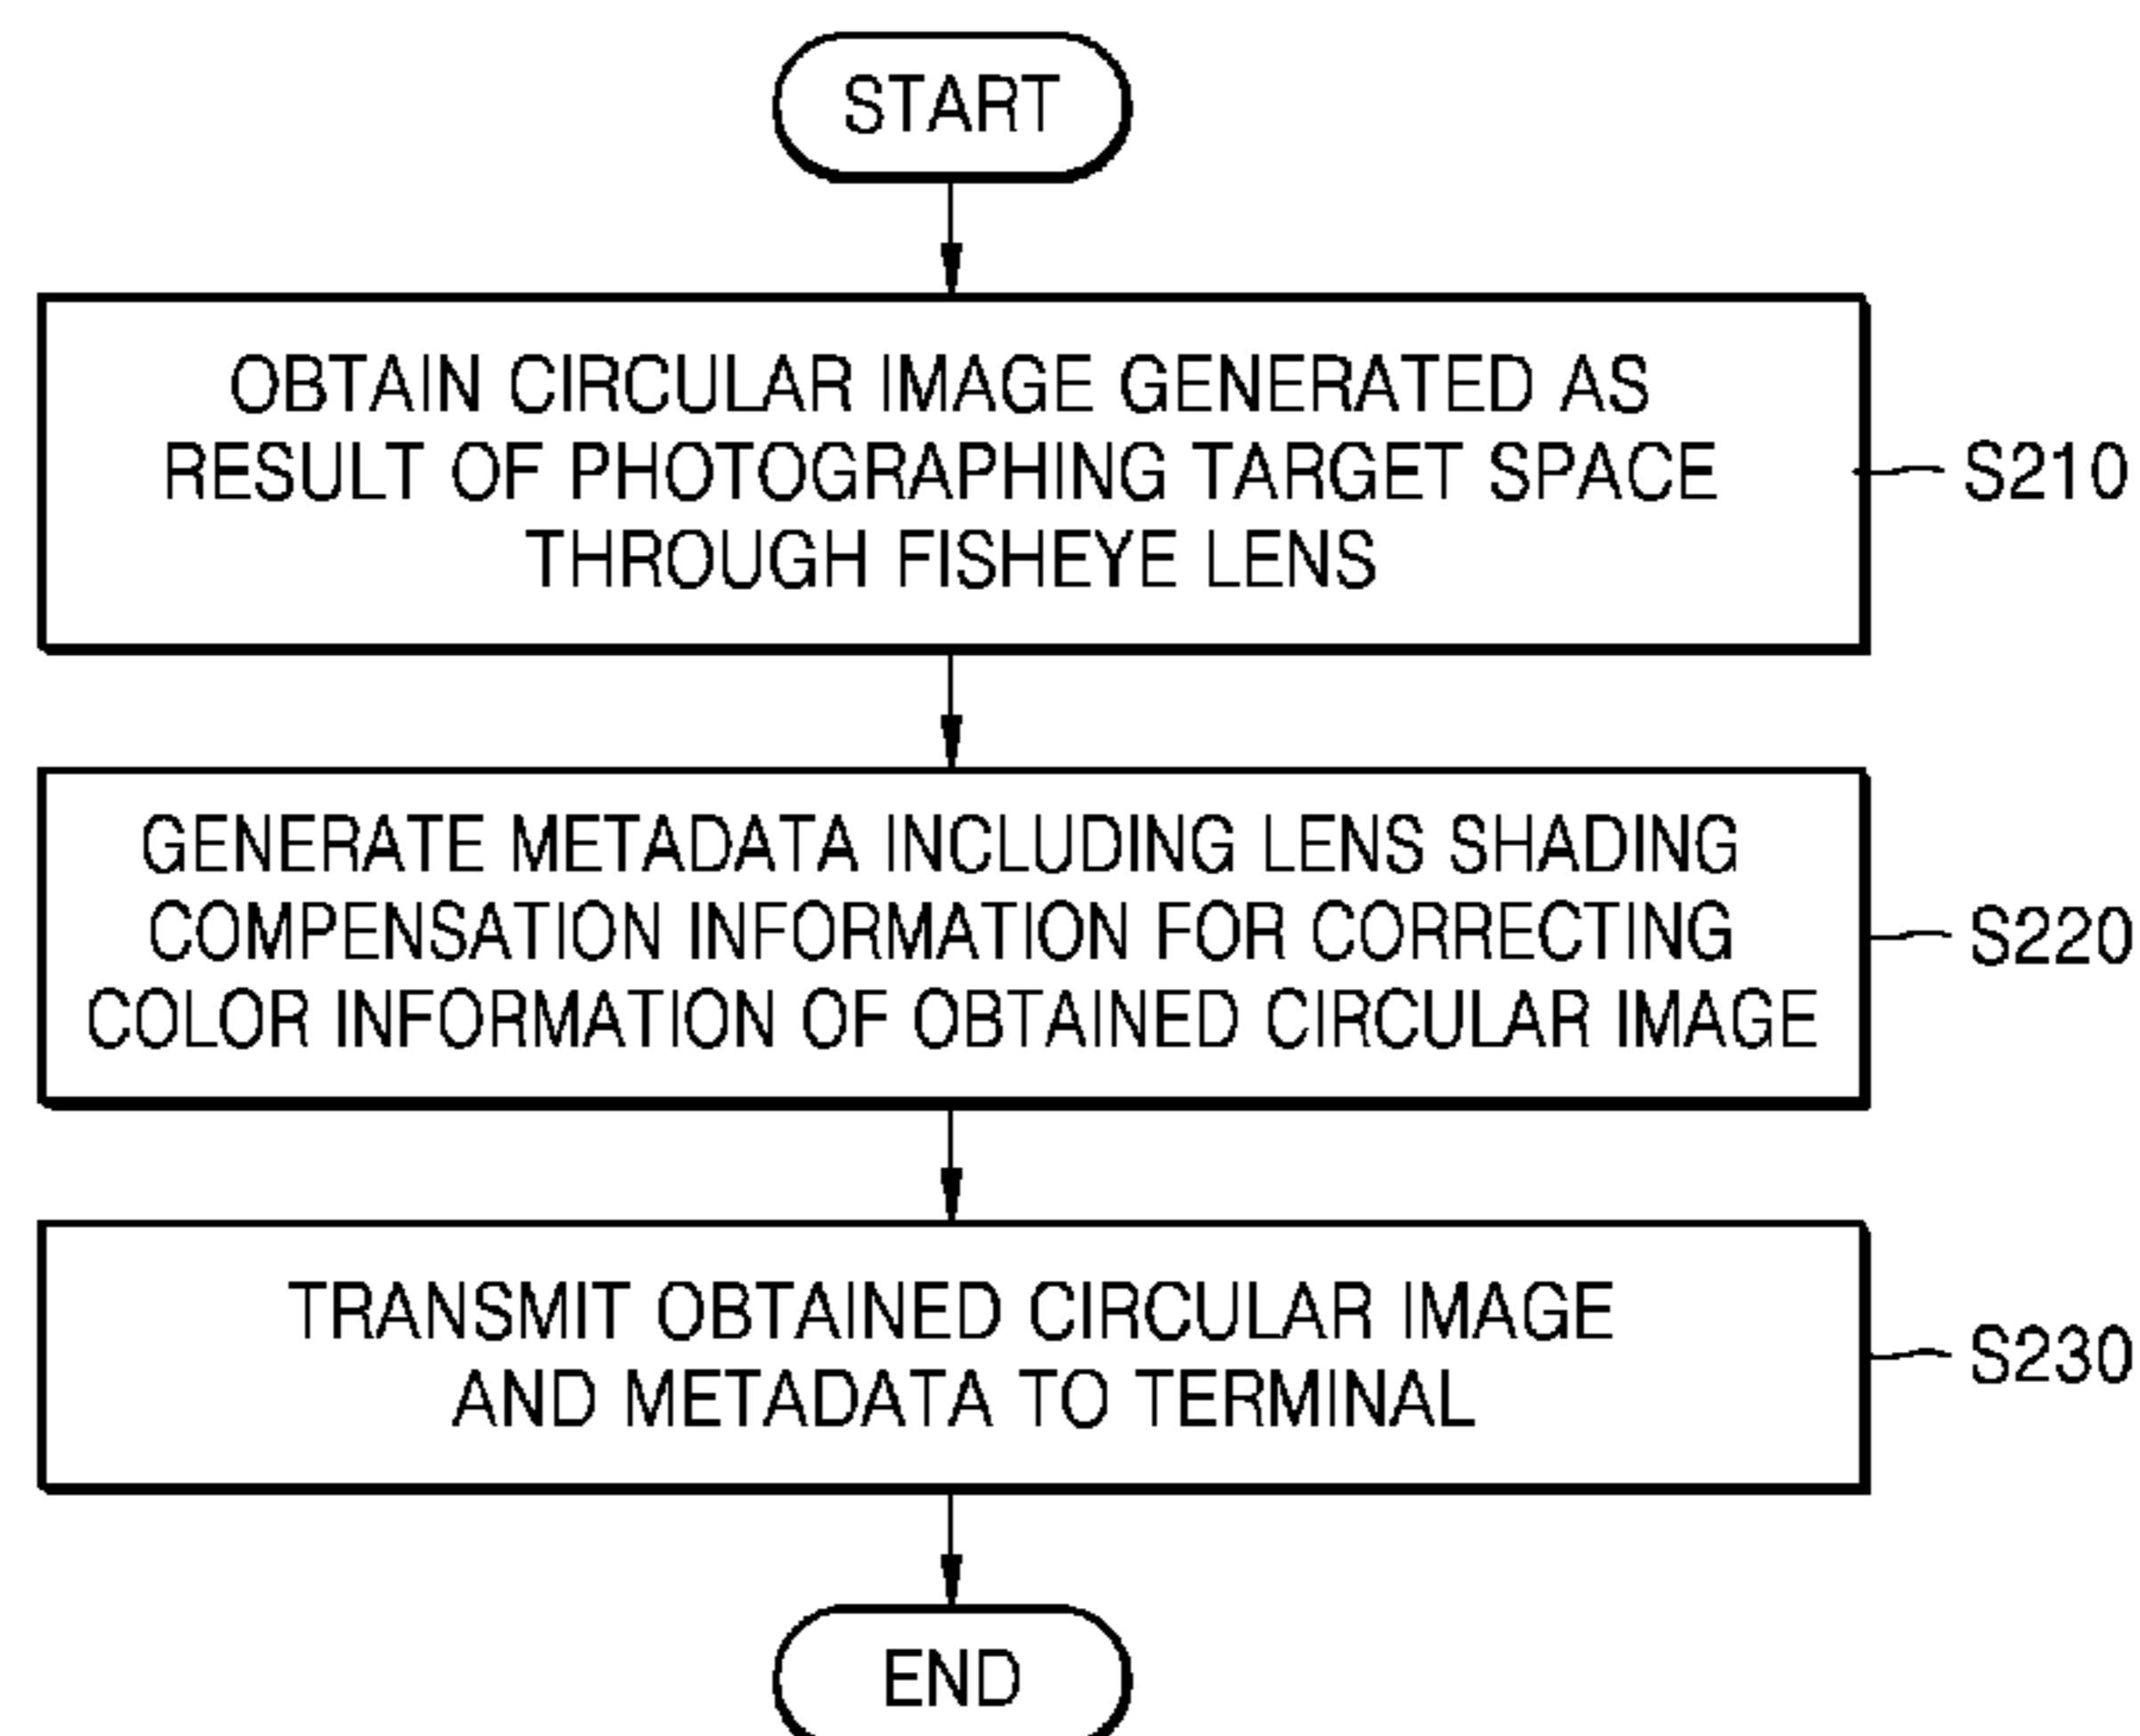 START
OBTAIN CIRCULAR IMAGE GENERATED AS
RESULT OF PHOTOGRAPHING TARGET SPACE
THROUGH FISHEYE LENS
S210
GENERATE METADATA INCLUDING LENS SHADING
COMPENSATION INFORMATION FOR CORRECTING
COLOR INFORMATION OF OBTAINED CIRCULAR IMAGE
S220
TRANSMIT OBTAINED CIRCULAR IMAGE
AND METADATA TO TERMINAL
S230
END